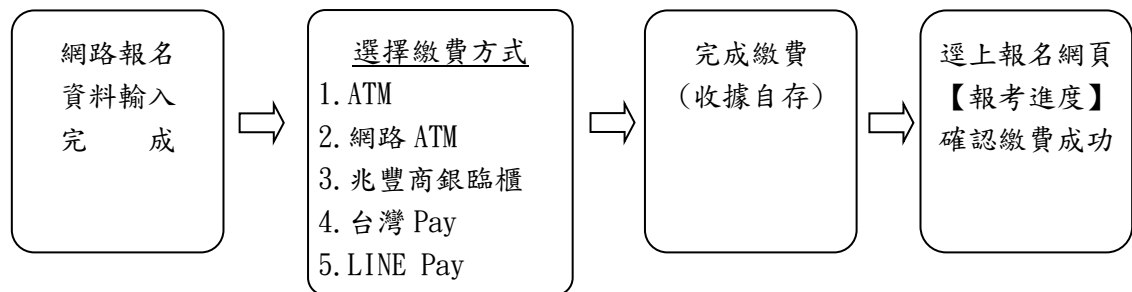 網路報名
資料輸入
完 成
選擇繳費方式
1. ATM
2. 網路 ATM
3. 兆豐商銀臨櫃
4. 台灣 Pay
5. LINE Pay
完成繳費
(收據自存)
逕上報名網頁
【報考進度】
確認繳費成功